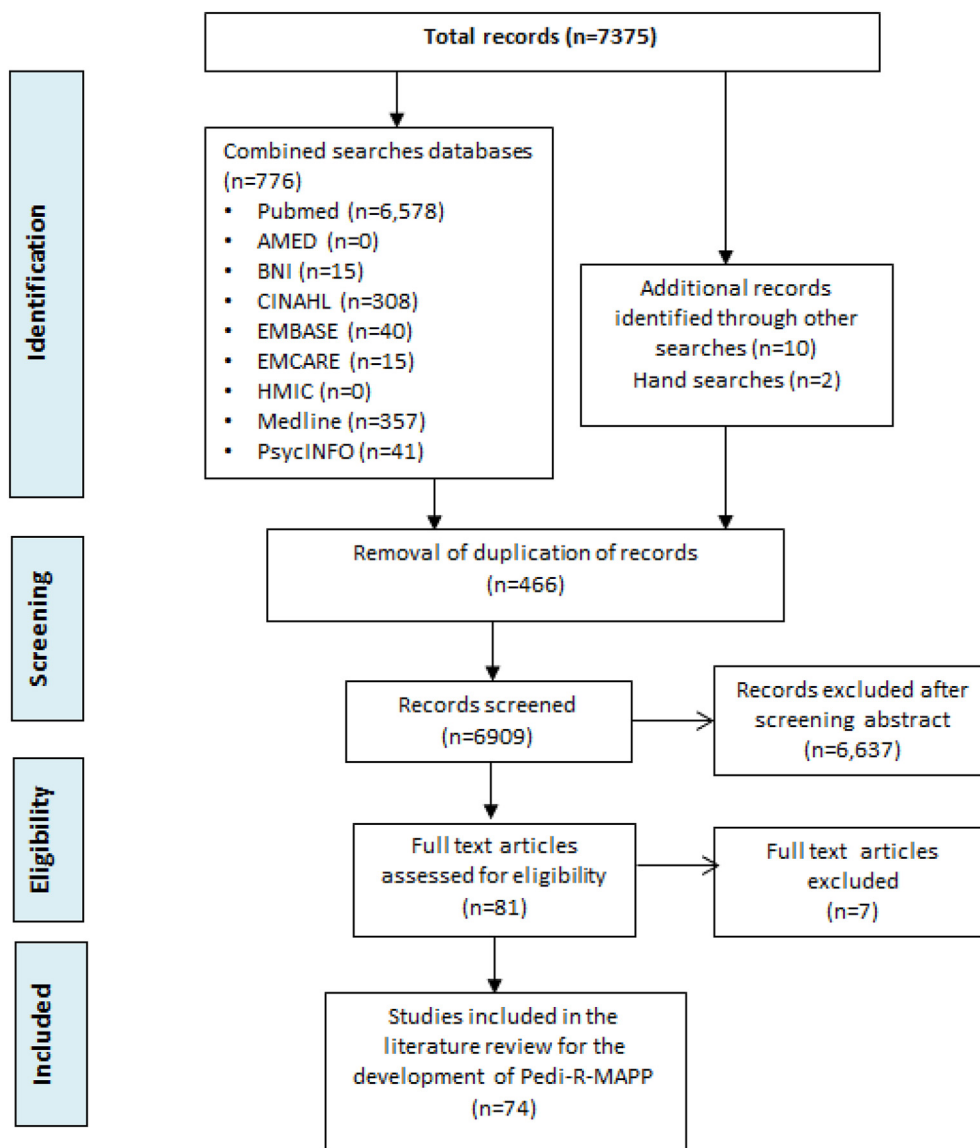 Total records (n=7375)
Identification
Combined searches databases
(n=776)
• Pubmed (n=6,578)
• AMED (n=0)
• BNI (n=15)
• CINAHL (n=308)
• EMBASE (n=40)
• EMCARE (n=15)
• HMIC (n=0)
• Medline (n=357)
• PsycINFO (n=41)
Additional records
identified through other
searches (n=10)
Hand searches (n=2)
Screening
Removal of duplication of records
(n=466)
Records screened
(n=6909)
Records excluded after
screening abstract
(n=6,637)
Eligibility
Full text articles
assessed for eligibility
(n=81)
Full text articles
excluded
(n=7)
Included
Studies included in the
literature review for the
development of Pedi-R-MAPP
(n=74)